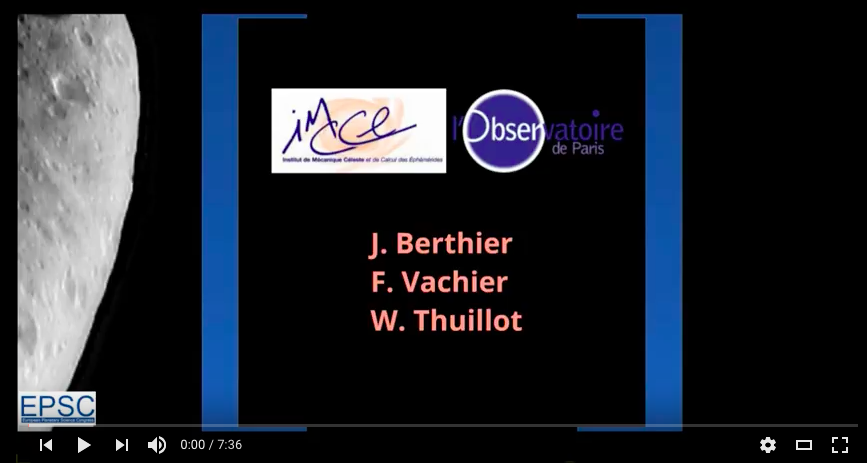 iMCCe
Institut de Mécanique Céleste et de Calcul des Éphémérides
l'Observatoire
de Paris
J. Berthier
F. Vachier
W. Thuillot
EPSC
European Planetary Science Congress
0:00 / 7:36